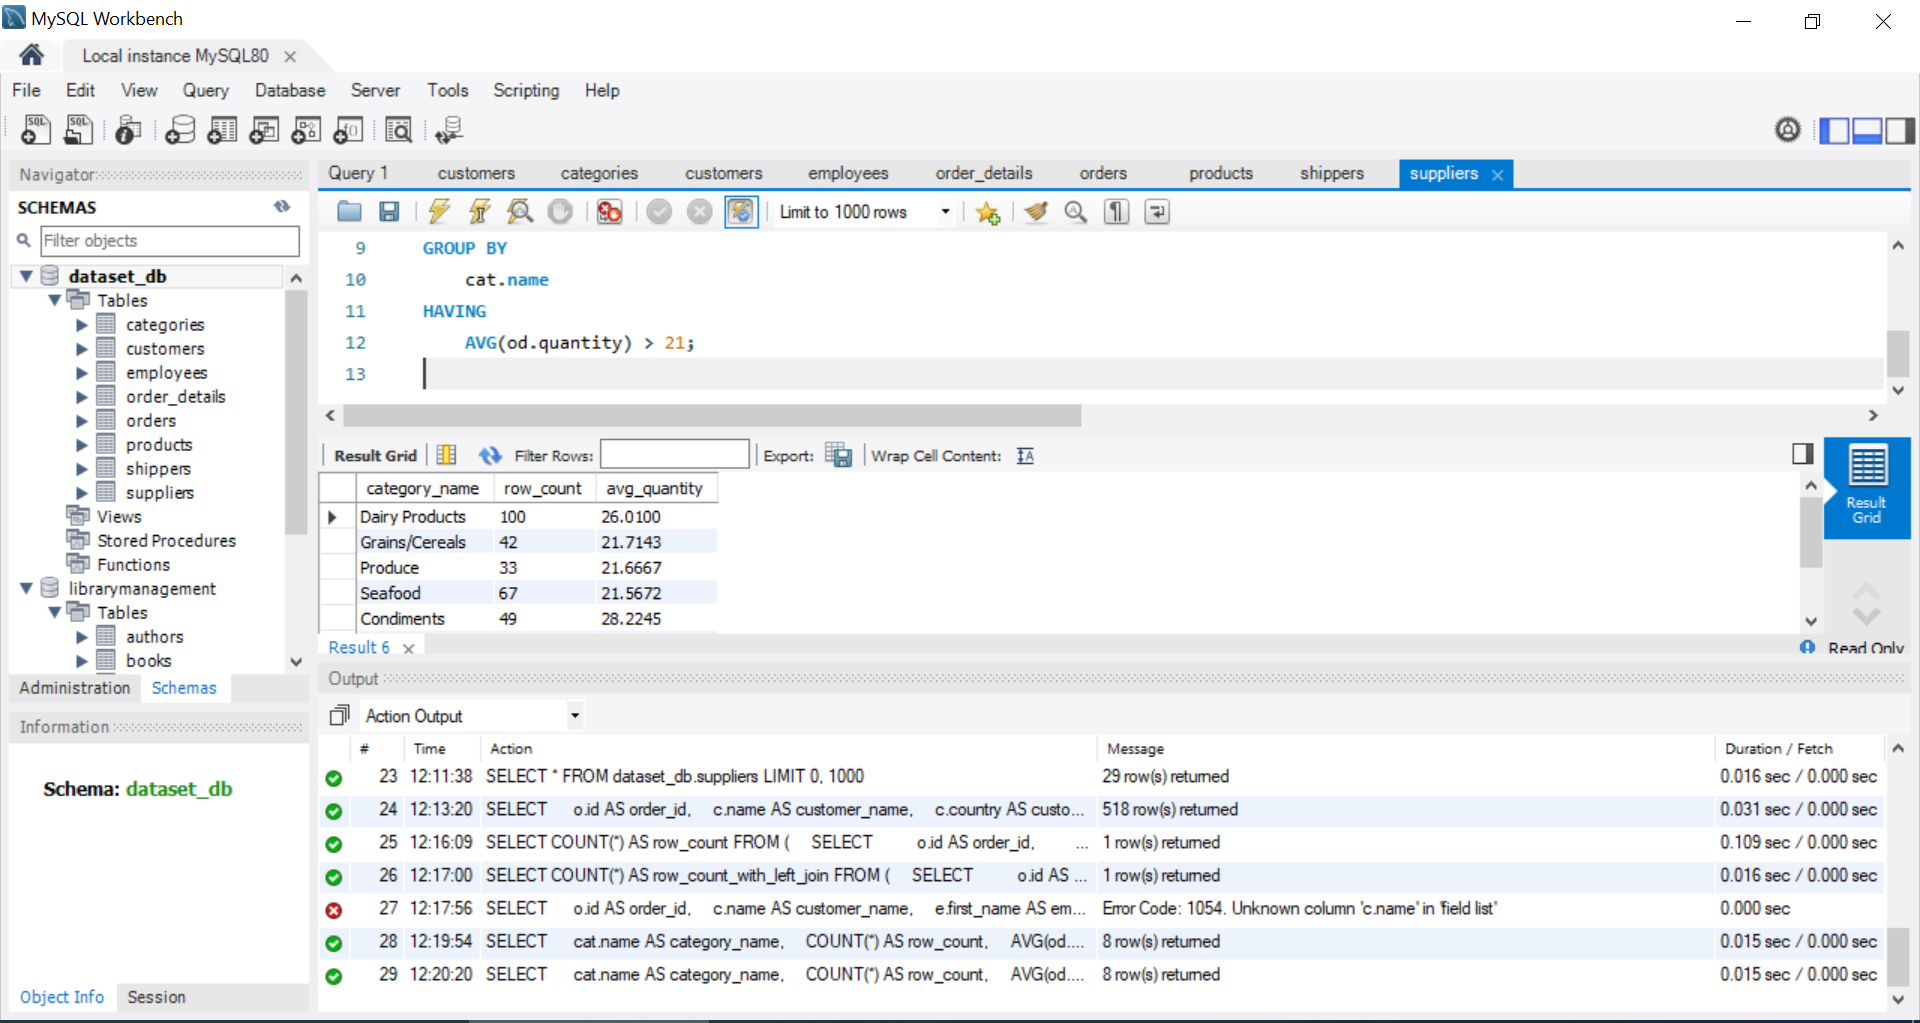 MySQL Workbench
Local instance MySQL80
File Edit View Query Database Server Tools Scripting Help
Navigator
SCHEMAS
Filter objects
dataset_db
Tables
categories
customers
employees
order_details
orders
products
shippers
suppliers
Views
Stored Procedures
Functions
librarymanagement
Tables
authors
books
Administration Schemas
Information
Schema: dataset_db
Object Info Session
Query 1 customers categories customers employees order_details orders products shippers suppliers
Limit to 1000 rows
9 GROUP BY
10 cat.name
11 HAVING
12 AVG(od.quantity) > 21;
13
Result Grid Filter Rows: Export: Wrap Cell Content:
category_name row_count avg_quantity
Dairy Products 100 26.0100
Grains/Cereals 42 21.7143
Produce 33 21.6667
Seafood 67 21.5672
Condiments 49 28.2245
Result Grid
Result 6
Read Only
Output
Action Output
# Time Action Message Duration / Fetch
23 12:11:38 SELECT * FROM dataset_db.suppliers LIMIT 0, 1000 29 row(s) returned 0.016 sec / 0.000 sec
24 12:13:20 SELECT o.id AS order_id, c.name AS customer_name, c.country AS custo... 518 row(s) returned 0.031 sec / 0.000 sec
25 12:16:09 SELECT COUNT(*) AS row_count FROM ( SELECT o.id AS order_id, ... 1 row(s) returned 0.109 sec / 0.000 sec
26 12:17:00 SELECT COUNT(*) AS row_count_with_left_join FROM ( SELECT o.id AS ... 1 row(s) returned 0.016 sec / 0.000 sec
27 12:17:56 SELECT o.id AS order_id, c.name AS customer_name, e.first_name AS em... Error Code: 1054. Unknown column 'c.name' in 'field list' 0.000 sec
28 12:19:54 SELECT cat.name AS category_name, COUNT(*) AS row_count, AVG(od.... 8 row(s) returned 0.015 sec / 0.000 sec
29 12:20:20 SELECT cat.name AS category_name, COUNT(*) AS row_count, AVG(od.... 8 row(s) returned 0.015 sec / 0.000 sec